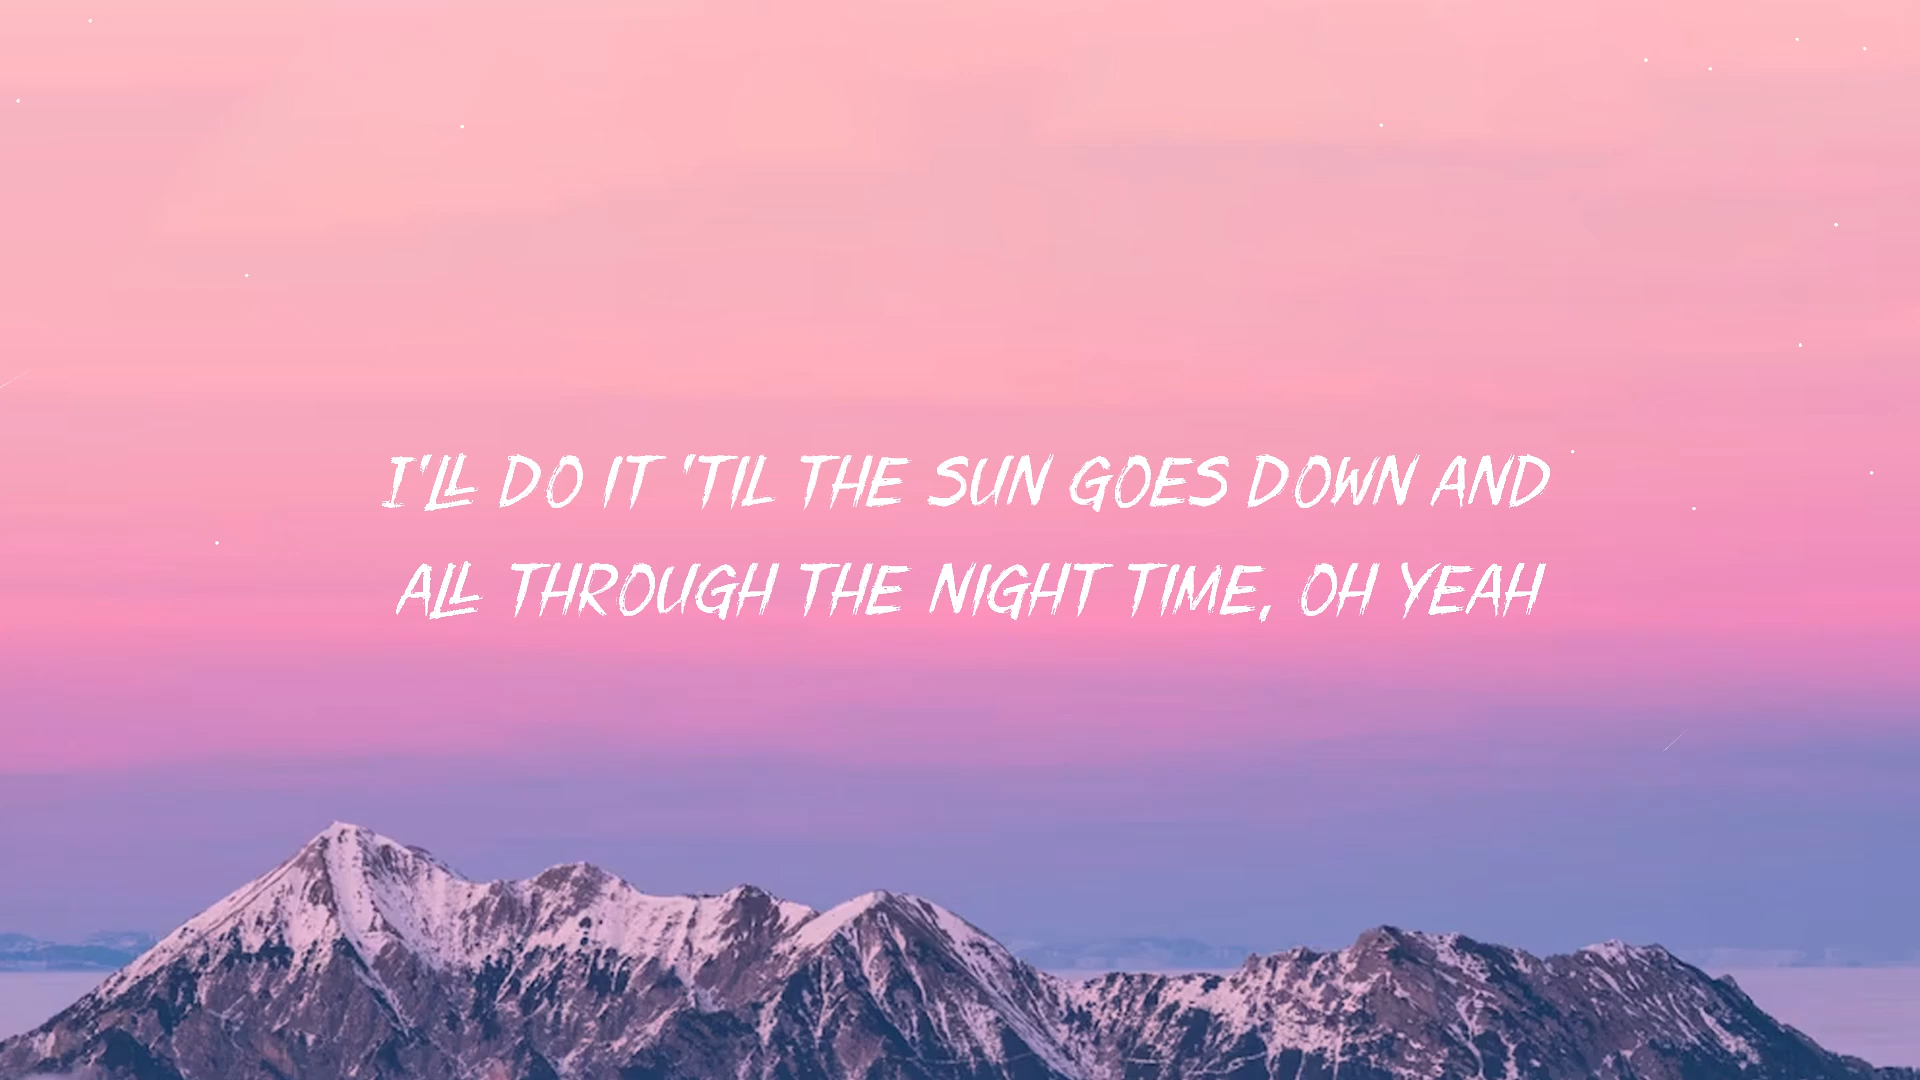 I'LL DO IT 'TIL THE SUN GOES DOWN AND
ALL THROUGH THE NIGHT TIME, OH YEAH